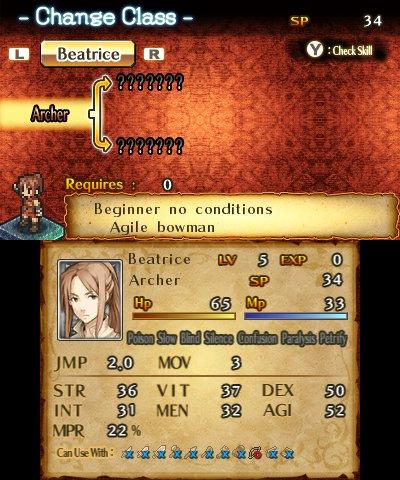 - Change Class -
SP 34
L Beatrice R
Y : Check Skill
???????
Archer
???????
Requires : 0
Beginner no conditions
Agile bowman
Beatrice LV 5 EXP 0
Archer SP 34
Hp 65 Mp 33
Poison Slow Blind Silence Confusion Paralysis Petrify
JMP 2.0 MOV 3
STR 36 VIT 37 DEX 50
INT 31 MEN 32 AGI 52
MPR 22 %
Can Use With :